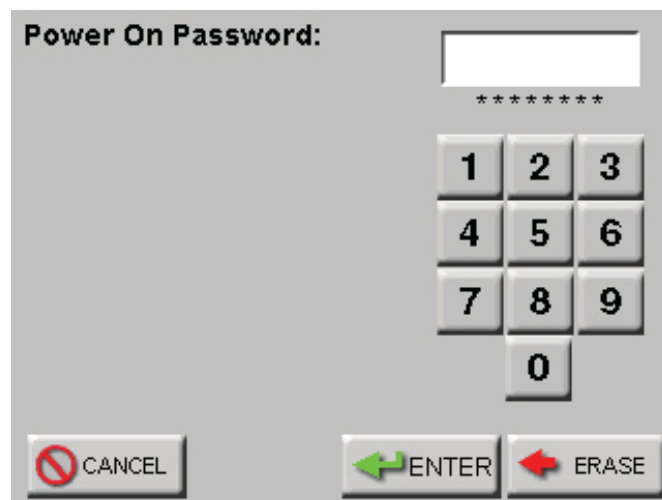 Power On Password:
********
1 2 3
4 5 6
7 8 9
0
CANCEL ENTER ERASE